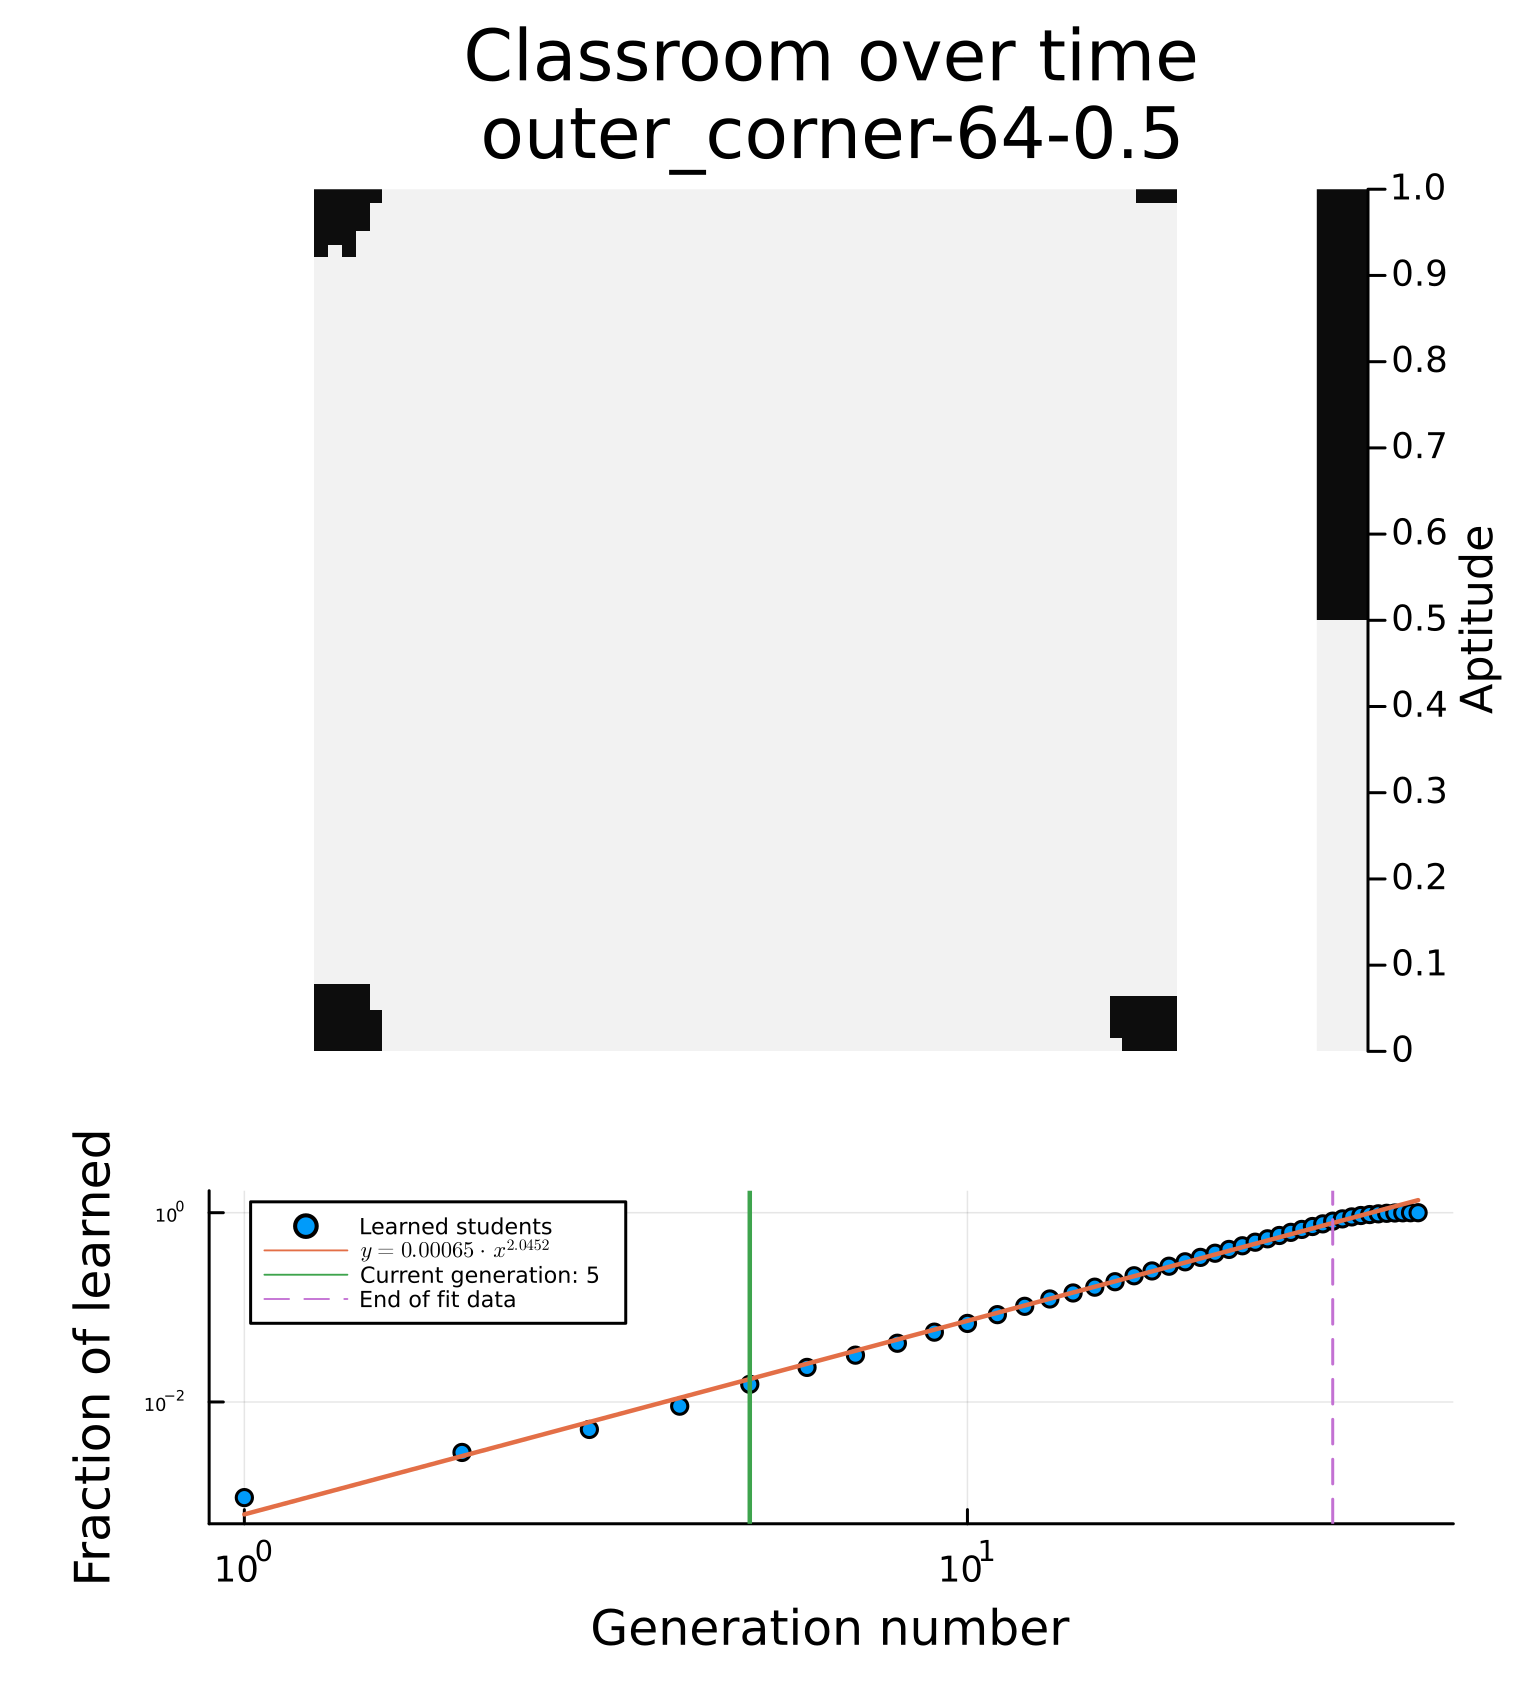 Classroom over time
outer_corner-64-0.5
1.0
0.9
0.8
0.7
0.6
0.5
0.4
0.3
0.2
0.1
0
Aptitude
Fraction of learned
10⁰
10⁻²
Learned students
y = 0.00065 · x^2.0452
Current generation: 5
End of fit data
10⁰
10¹
Generation number